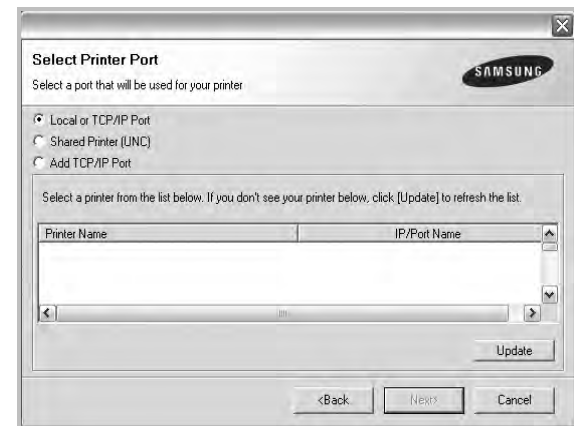 Select Printer Port
Select a port that will be used for your printer
SAMSUNG
Local or TCP/IP Port
Shared Printer (UNC)
Add TCP/IP Port
Select a printer from the list below. If you don't see your printer below, click [Update] to refresh the list.
Printer Name IP/Port Name
Update
<Back Next> Cancel